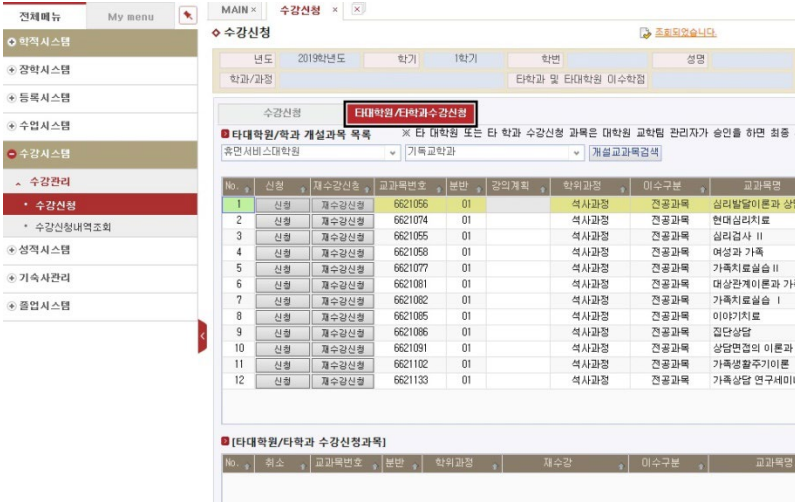 전체메뉴
My menu
MAIN ×
수강신청 ×
학적시스템
장학시스템
등록시스템
수업시스템
수강시스템
수강관리
수강신청
수강신청내역조회
성적시스템
기숙사관리
졸업시스템
수강신청
조회되었습니다.
년도 2019학년도 학기 1학기 학번 성명
학과/과정 타학과 및 타대학원 이수학점
수강신청 타대학원/타학과수강신청
타대학원/학과 개설과목 목록 ※ 타 대학원 또는 타 학과 수강신청 과목은 대학원 교학팀 관리자가 승인을 하면 최종
휴먼서비스대학원 기독교학과 개설교과목검색
No. 신청 재수강신청 교과목번호 분반 강의계획 학위과정 이수구분 교과목명
1 신청 재수강신청 6621056 01 석사과정 전공과목 심리발달이론과
2 신청 재수강신청 6621074 01 석사과정 전공과목 현대심리치료
3 신청 재수강신청 6621055 01 석사과정 전공과목 심리검사 II
4 신청 재수강신청 6621058 01 석사과정 전공과목 여성과 가족
5 신청 재수강신청 6621077 01 석사과정 전공과목 가족치료실습 II
6 신청 재수강신청 6621081 01 석사과정 전공과목 대상관계이론과
7 신청 재수강신청 6621082 01 석사과정 전공과목 가족치료실습 I
8 신청 재수강신청 6621085 01 석사과정 전공과목 이야기치료
9 신청 재수강신청 6621086 01 석사과정 전공과목 집단상담
10 신청 재수강신청 6621091 01 석사과정 전공과목 상담면접의 이론과
11 신청 재수강신청 6621102 01 석사과정 전공과목 가족생활주기이론
12 신청 재수강신청 6621133 01 석사과정 전공과목 가족상담 연구세미
[타대학원/타학과 수강신청과목]
No. 취소 교과목번호 분반 학위과정 재수강 이수구분 교과목명